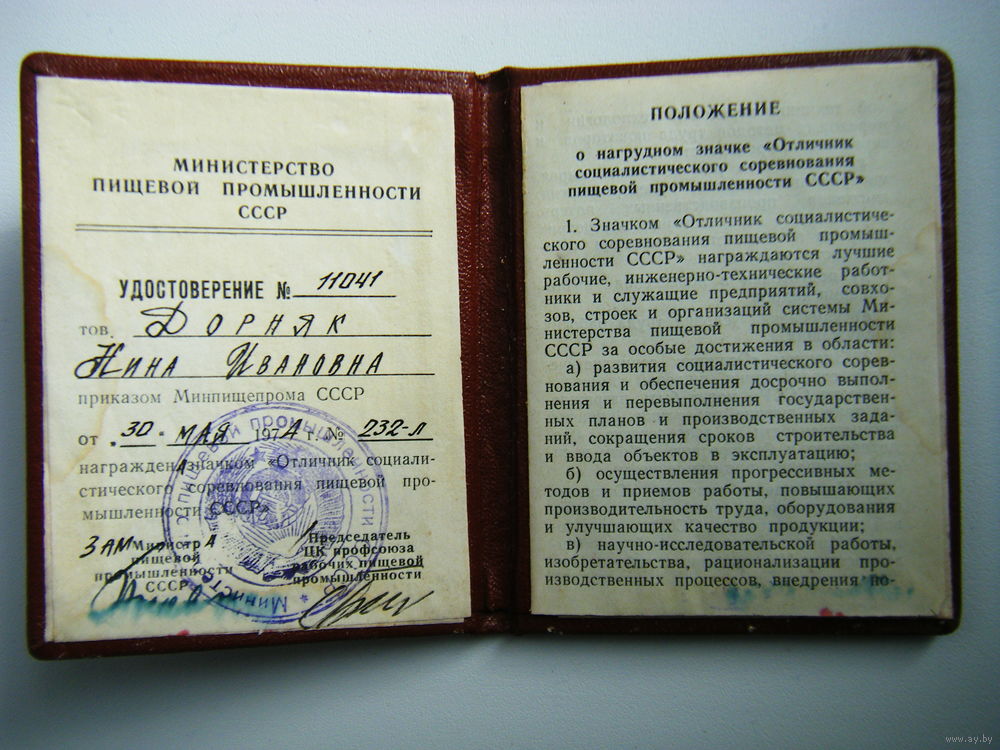 МИНИСТЕРСТВО
ПИЩЕВОЙ ПРОМЫШЛЕННОСТИ
СССР
УДОСТОВЕРЕНИЕ № 11041
тов. ДОРНЯК
НИНА ИВАНОВНА
приказом Минпищепрома СССР
от „30" МАЯ 1974 г. № 232-Л
награжденА значком «Отличник социали-
стического соревнования пищевой про-
мышленности СССР»
ЗАМ МинистрА
пищевой
промышленности
СССР
Председатель
ЦК профсоюза
рабочих пищевой
промышленности
ПОЛОЖЕНИЕ
о нагрудном значке «Отличник
социалистического соревнования
пищевой промышленности СССР»
1. Значком «Отличник социалистиче-
ского соревнования пищевой промыш-
ленности СССР» награждаются лучшие
рабочие, инженерно-технические работ-
ники и служащие предприятий, совхо-
зов, строек и организаций системы Ми-
нистерства пищевой промышленности
СССР за особые достижения в области:
а) развития социалистического сорев-
нования и обеспечения досрочно выпол-
нения и перевыполнения государствен-
ных планов и производственных зада-
ний, сокращения сроков строительства
и ввода объектов в эксплуатацию;
б) осуществления прогрессивных ме-
тодов и приемов работы, повышающих
производительность труда, оборудования
и улучшающих качество продукции;
в) научно-исследовательской работы,
изобретательства, рационализации про-
изводственных процессов, внедрения но-
www.ay.by